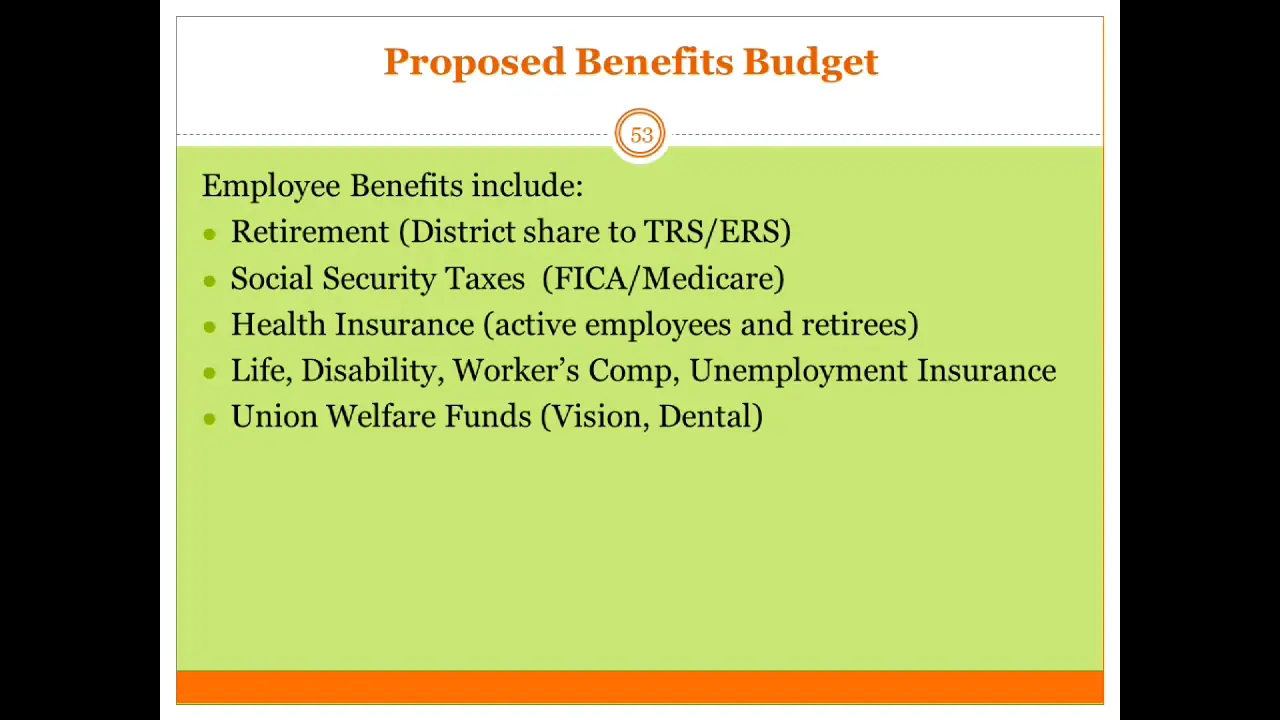 Proposed Benefits Budget
53
Employee Benefits include:
• Retirement (District share to TRS/ERS)
• Social Security Taxes  (FICA/Medicare)
• Health Insurance (active employees and retirees)
• Life, Disability, Worker’s Comp, Unemployment Insurance
• Union Welfare Funds (Vision, Dental)